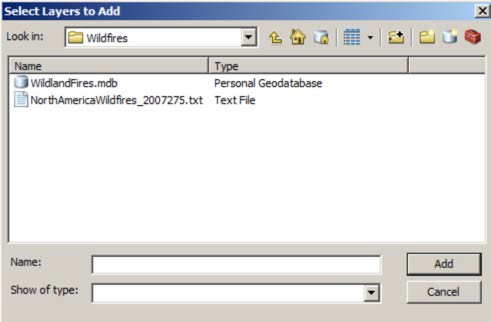 Select Layers to Add
Look in: Wildfires
Name Type
WildlandFires.mdb Personal Geodatabase
NorthAmericaWildfires_2007275.txt Text File
Name: Add
Show of type: Cancel